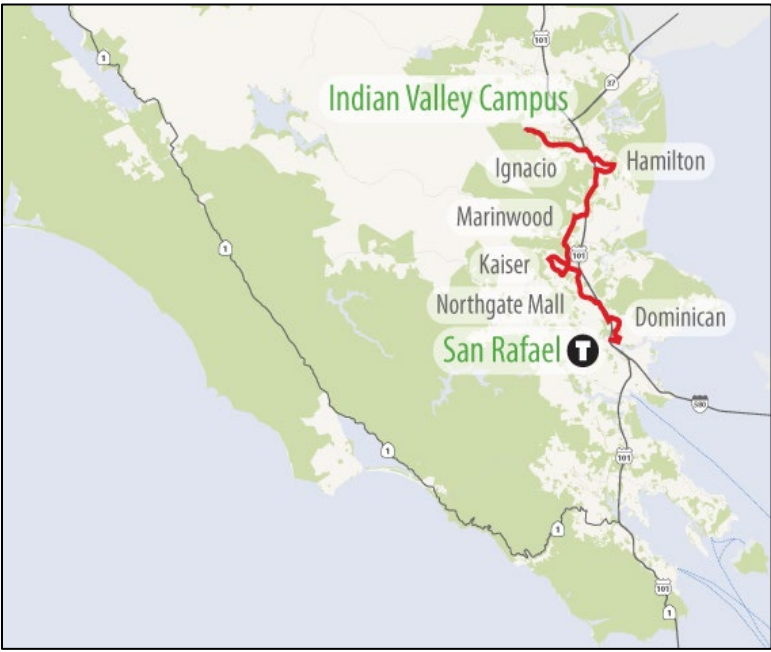 1
101
37
Indian Valley Campus
Ignacio
Hamilton
Marinwood
1
101
Kaiser
Northgate Mall
Dominican
San Rafael T
580
1
101
1
101
1